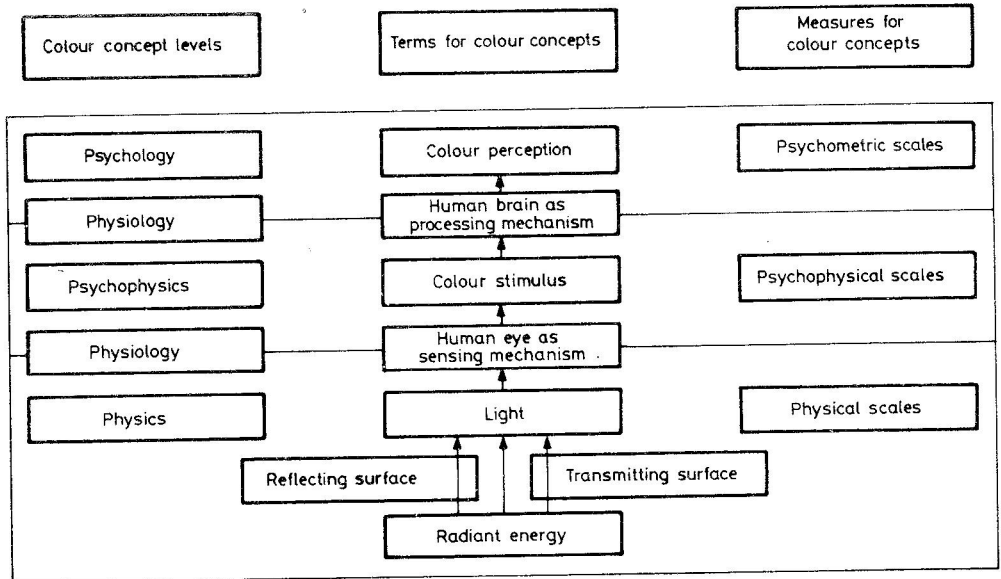 Colour concept levels
Terms for colour concepts
Measures for
colour concepts
Psychology
Colour perception
Psychometric scales
Physiology
Human brain as
processing mechanism
Psychophysics
Colour stimulus
Psychophysical scales
Physiology
Human eye as
sensing mechanism
Physics
Light
Physical scales
Reflecting surface
Transmitting surface
Radiant energy